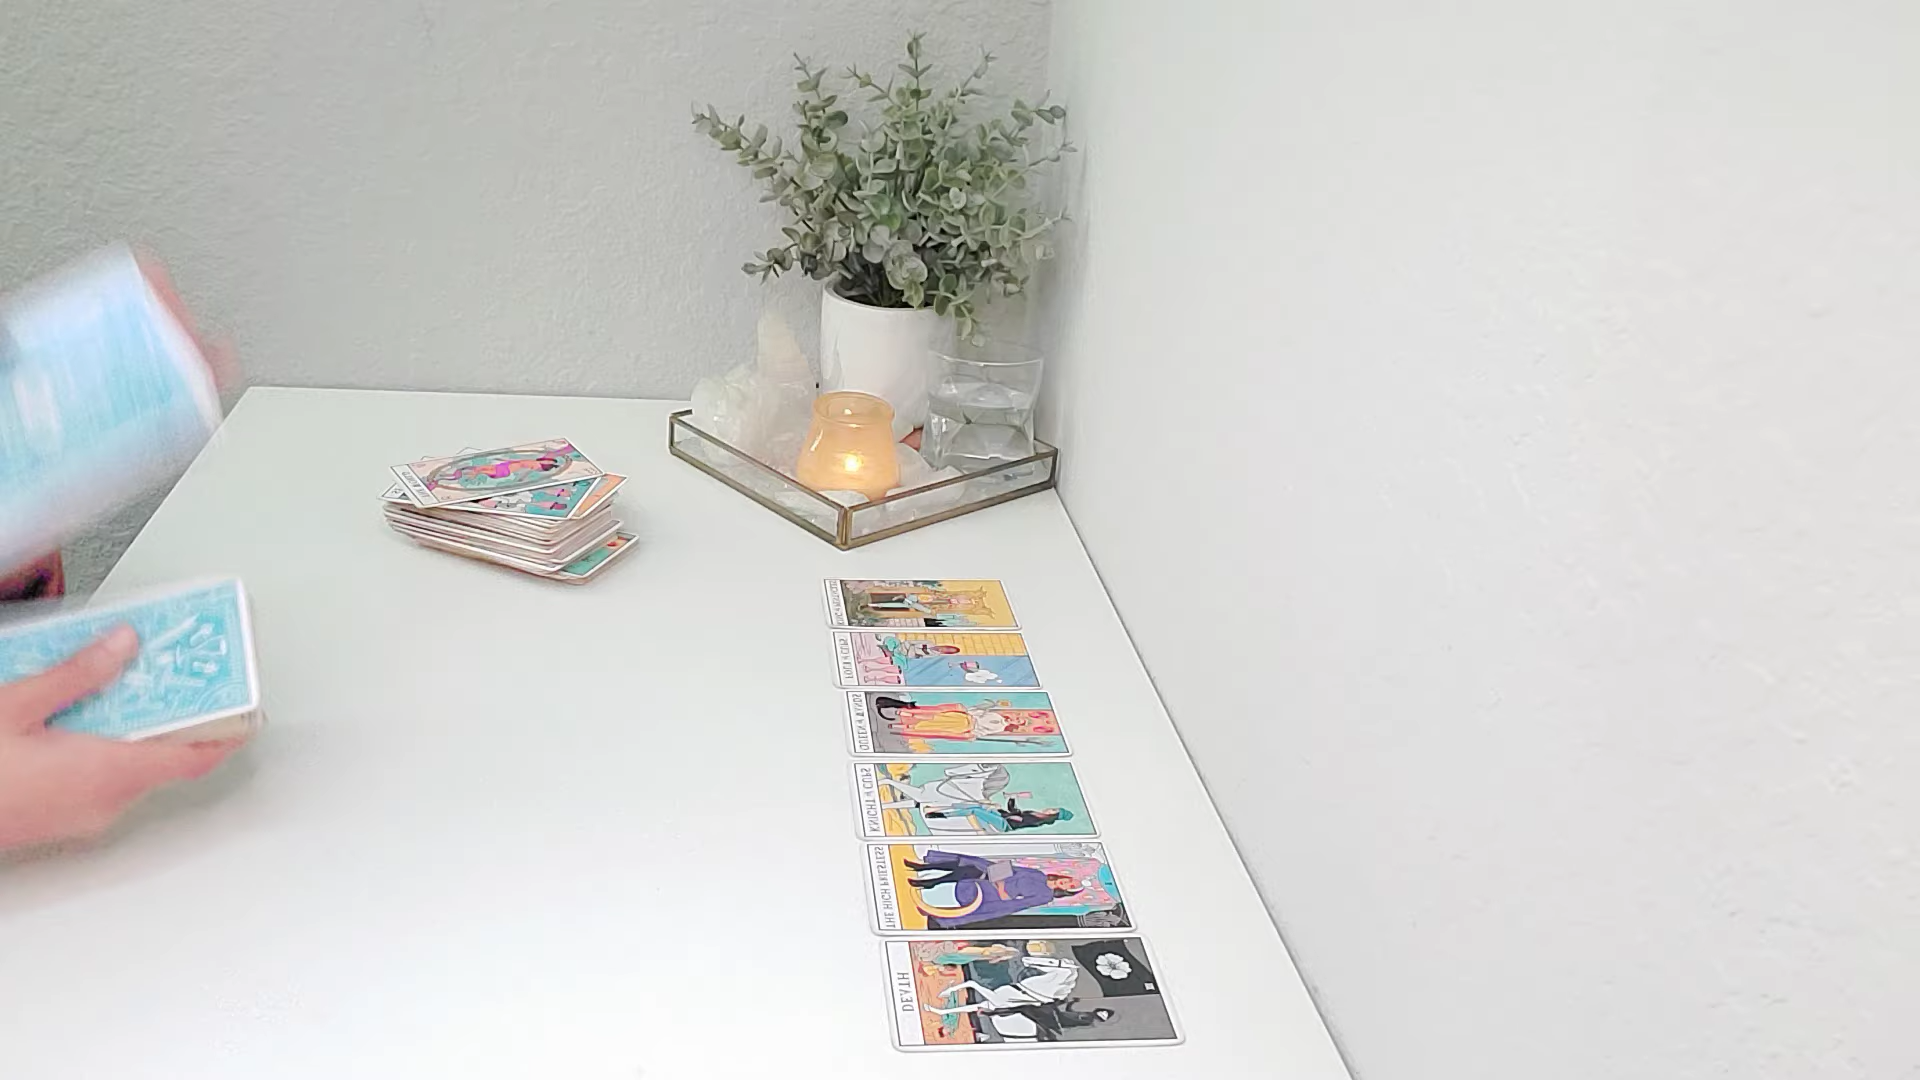 FOUR of CUPS
QUEEN of WANDS
KNIGHT of CUPS
THE HIGH PRIESTESS
DEATH